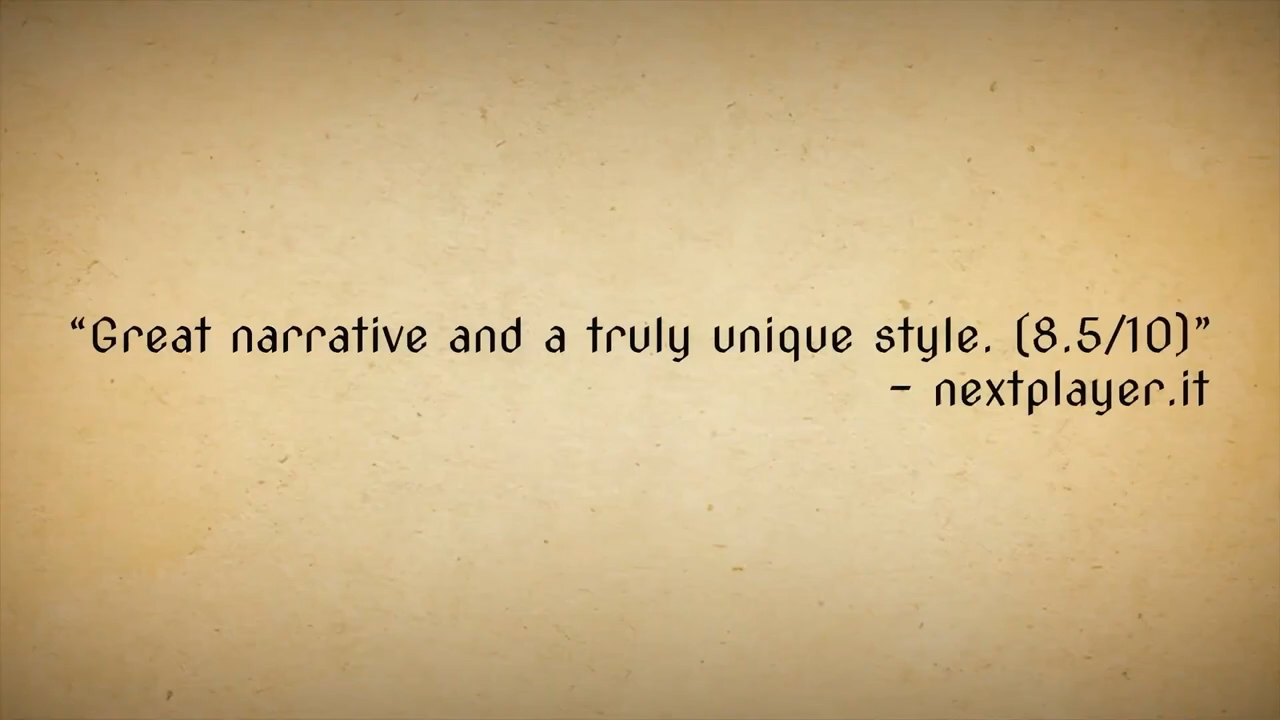 “Great narrative and a truly unique style. (8.5/10)”
– nextplayer.it